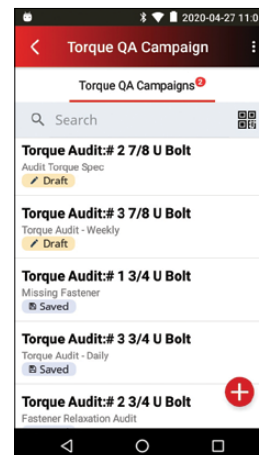 2020-04-27 11:0
Torque QA Campaign
Torque QA Campaigns 2
Search
Torque Audit:# 2 7/8 U Bolt
Audit Torque Spec
Draft
Torque Audit:# 3 7/8 U Bolt
Torque Audit - Weekly
Draft
Torque Audit:# 1 3/4 U Bolt
Missing Fastener
Saved
Torque Audit:# 3 3/4 U Bolt
Torque Audit - Daily
Saved
Torque Audit:# 2 3/4 U Bolt
Fastener Relaxation Audit